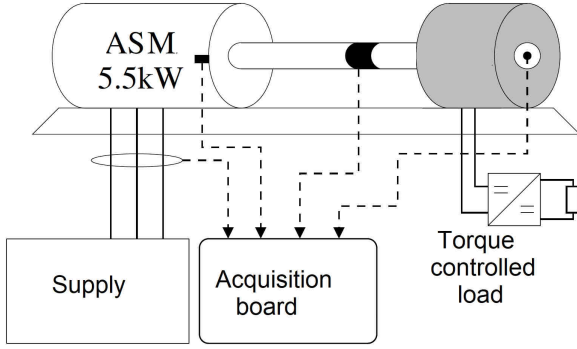 ASM
5.5kW
Supply
Acquisition
board
Torque
controlled
load